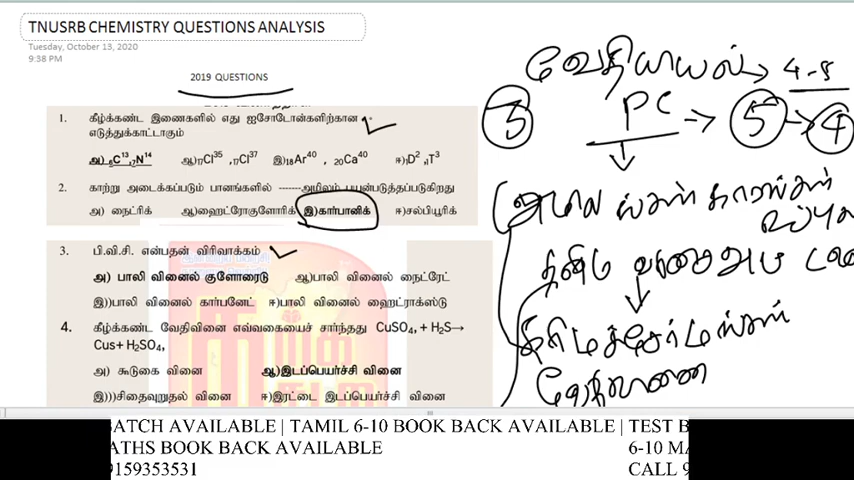 TNUSRB CHEMISTRY QUESTIONS ANALYSIS
Tuesday, October 13, 2020
9:38 PM
2019 QUESTIONS
1. கீழ்க்கண்ட இணைகளில் எது ஐசோடோன்களிற்கான
எடுத்துக்காட்டாகும்
அ) ₆C¹³,₇N¹⁴ ஆ)₁₇Cl³⁵,₁₇Cl³⁷ இ)₁₈Ar⁴⁰, ₂₀Ca⁴⁰ ஈ)₁D²,₁T³
2. காற்று அடைக்கப்படும் பானங்களில் -------அமிலம் பயன்படுத்தப்படுகிறது
அ) நைட்ரிக் ஆ)ஹைட்ரோகுளோரிக் இ)கார்பானிக் ஈ)சல்பியூரிக்
3. பி.வி.சி. என்பதன் விரிவாக்கம்
அ) பாலி வினைல் குளோரைடு ஆ)பாலி வினைல் நைட்ரேட்
இ))பாலி வினைல் கார்பனேட் ஈ)பாலி வினைல் ஹைட்ராக்ஸ்டு
4. கீழ்க்கண்ட வேதிவினை எவ்வகையைச் சார்ந்தது CuSO₄, + H₂S→
Cus+ H₂SO₄,
அ) கூடுகை வினை ஆ)இடப்பெயர்ச்சி வினை
இ)))சிதைவுறுதல் வினை ஈ)இரட்டை இடப்பெயர்ச்சி வினை
வேதியியல் → 4-5
3 PC → 5 → 4
BATCH AVAILABLE | TAMIL 6-10 BOOK BACK AVAILABLE | TEST B
MATHS BOOK BACK AVAILABLE 6-10 MA
9159353531 CALL 9